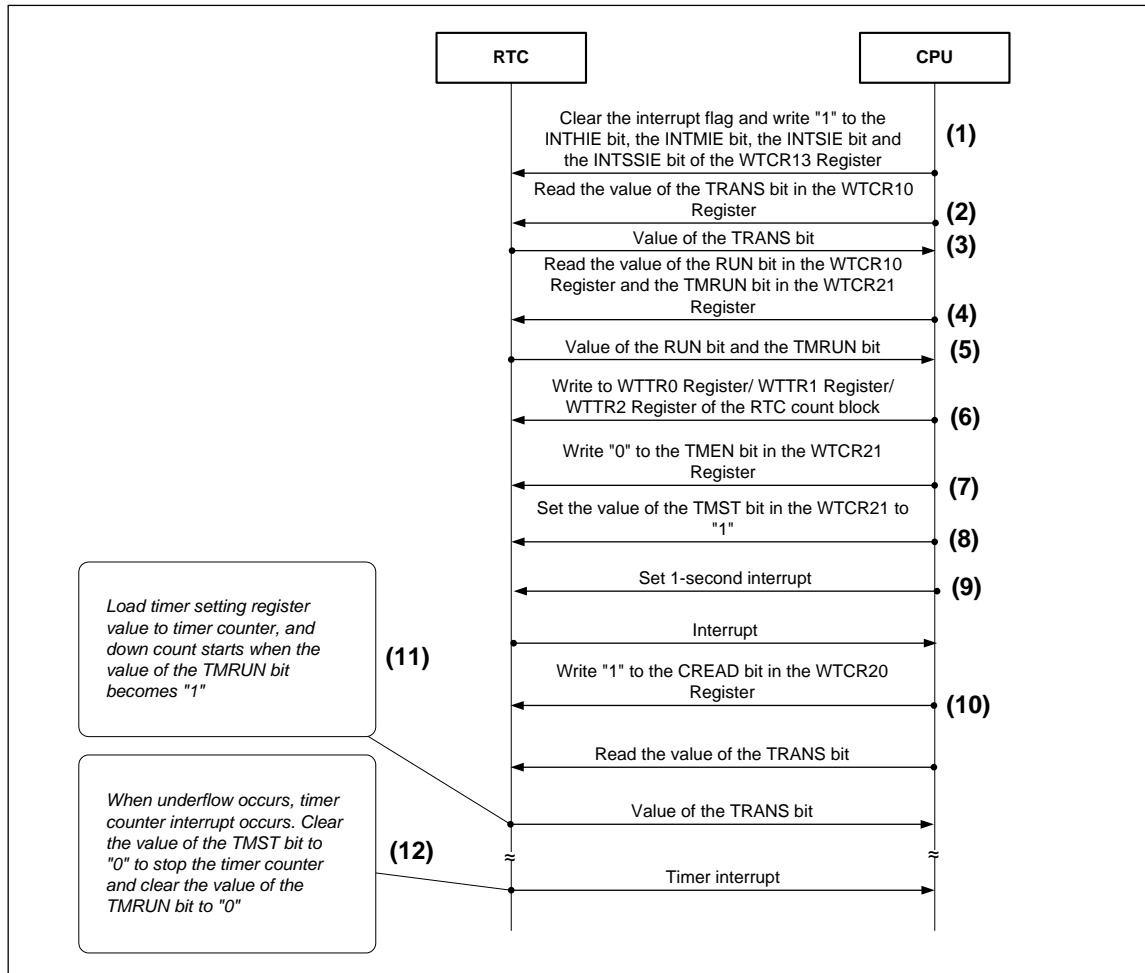 RTC
CPU
Clear the interrupt flag and write "1" to the
INTHIE bit, the INTMIE bit, the INTSIE bit and
the INTSSIE bit of the WTCR13 Register
(1)
Read the value of the TRANS bit in the WTCR10
Register
(2)
Value of the TRANS bit
(3)
Read the value of the RUN bit in the WTCR10
Register and the TMRUN bit in the WTCR21
Register
(4)
Value of the RUN bit and the TMRUN bit
(5)
Write to WTTR0 Register/ WTTR1 Register/
WTTR2 Register of the RTC count block
(6)
Write "0" to the TMEN bit in the WTCR21
Register
(7)
Set the value of the TMST bit in the WTCR21 to
"1"
(8)
Set 1-second interrupt
(9)
Load timer setting register
value to timer counter, and
down count starts when the
value of the TMRUN bit
becomes "1"
(11)
Interrupt
Write "1" to the CREAD bit in the WTCR20
Register
(10)
Read the value of the TRANS bit
Value of the TRANS bit
When underflow occurs, timer
counter interrupt occurs. Clear
the value of the TMST bit to
"0" to stop the timer counter
and clear the value of the
TMRUN bit to "0"
(12)
Timer interrupt